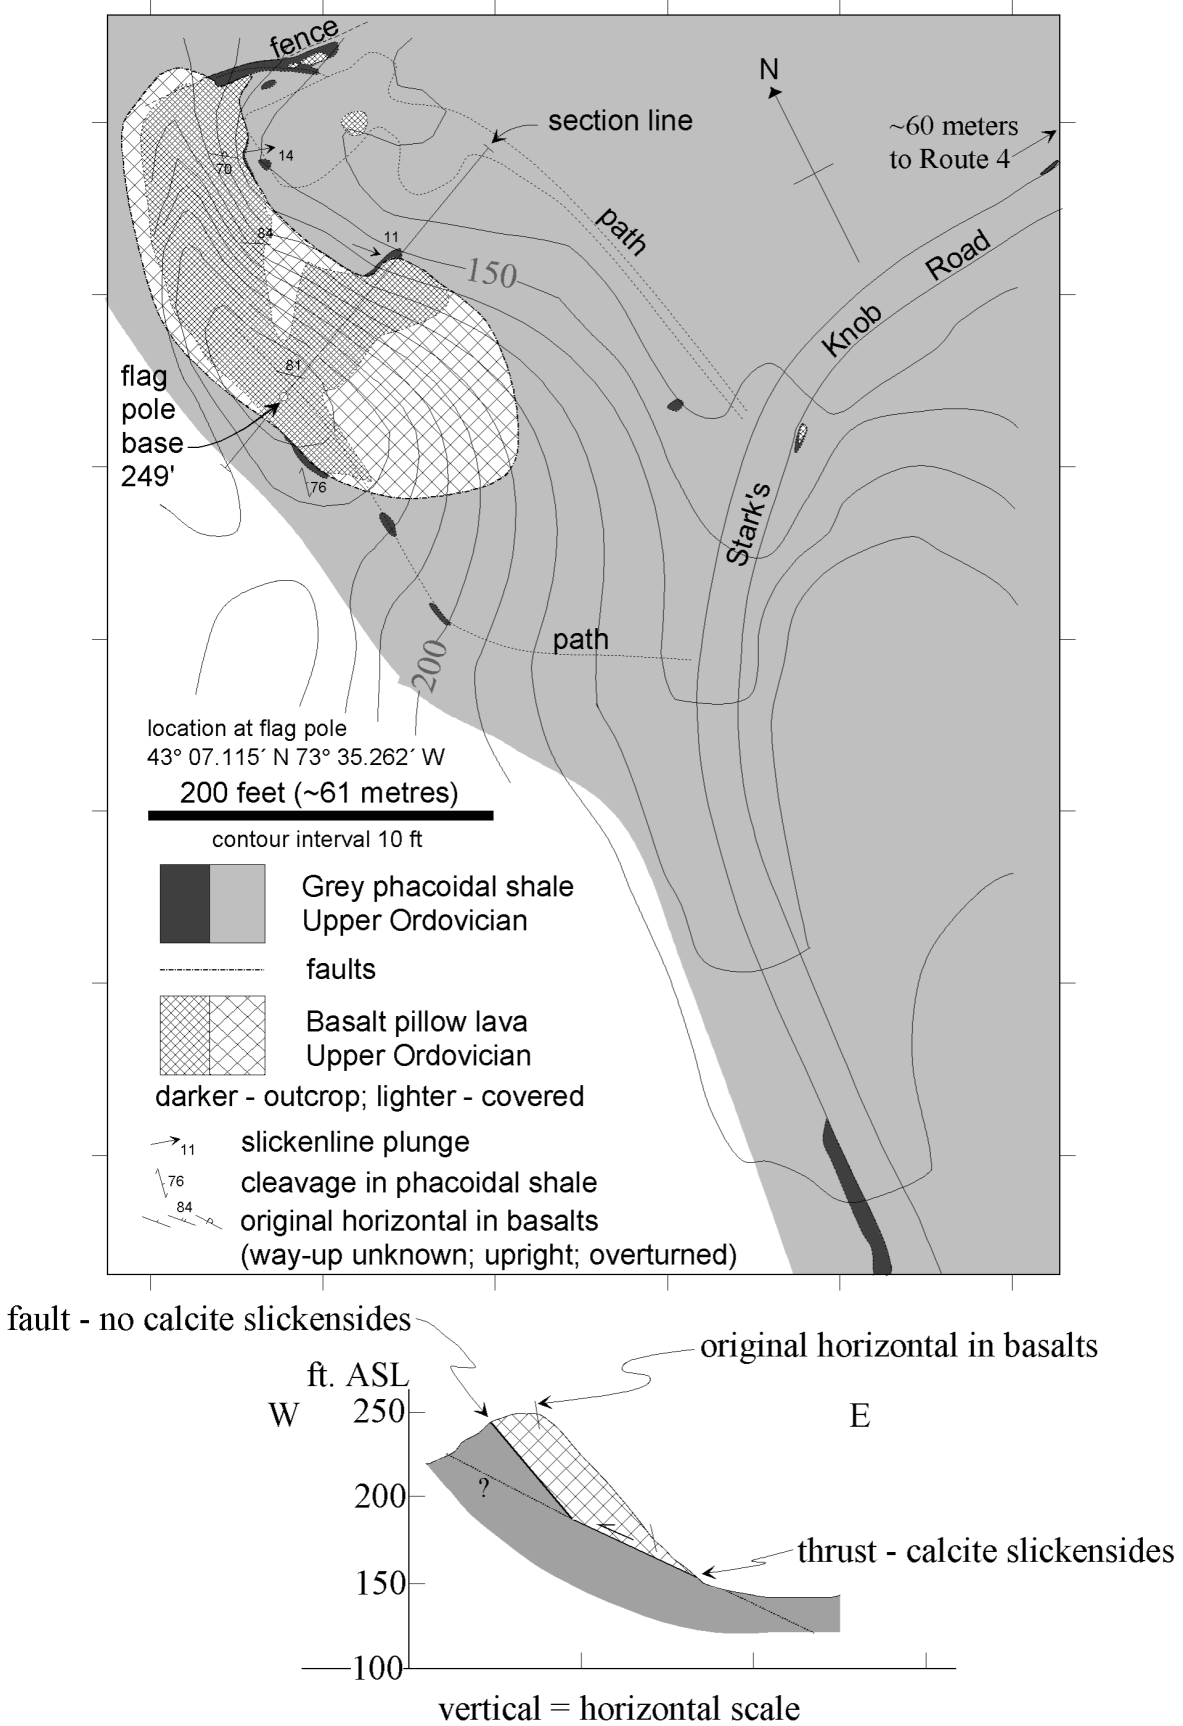 fence
N
section line
~60 meters
to Route 4
14
70
path
84
11
150
Road
Knob
81
flag
pole
base
249'
76
Stark's
path
200
location at flag pole
43° 07.115´ N 73° 35.262´ W
200 feet (~61 metres)
contour interval 10 ft
Grey phacoidal shale
Upper Ordovician
faults
Basalt pillow lava
Upper Ordovician
darker - outcrop; lighter - covered
11
slickenline plunge
76
cleavage in phacoidal shale
84
original horizontal in basalts
(way-up unknown; upright; overturned)
fault - no calcite slickensides
original horizontal in basalts
ft. ASL
W
250
E
?
200
thrust - calcite slickensides
150
100
vertical = horizontal scale